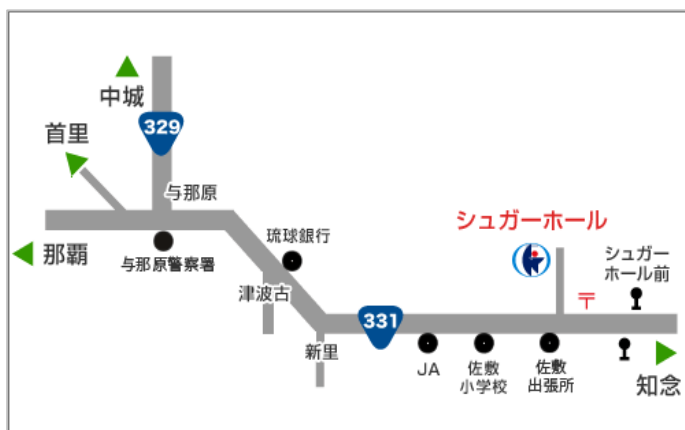 中城
329
首里
与那原
那覇
与那原警察署
琉球銀行
津波古
シュガーホール
シュガー
ホール前
〒
331
新里
JA
佐敷
小学校
佐敷
出張所
知念